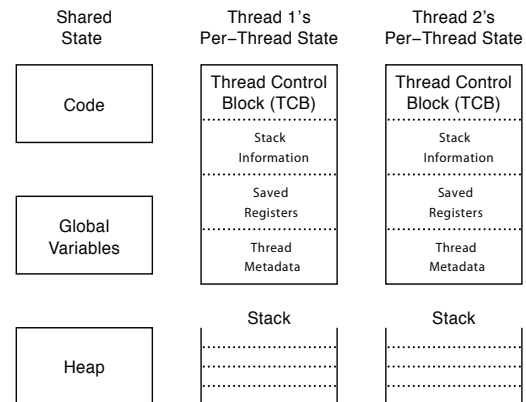 Shared
State
Thread 1's
Per–Thread State
Thread 2's
Per–Thread State
Code
Global
Variables
Heap
Thread Control
Block (TCB)
Stack
Information
Saved
Registers
Thread
Metadata
Stack
Thread Control
Block (TCB)
Stack
Information
Saved
Registers
Thread
Metadata
Stack